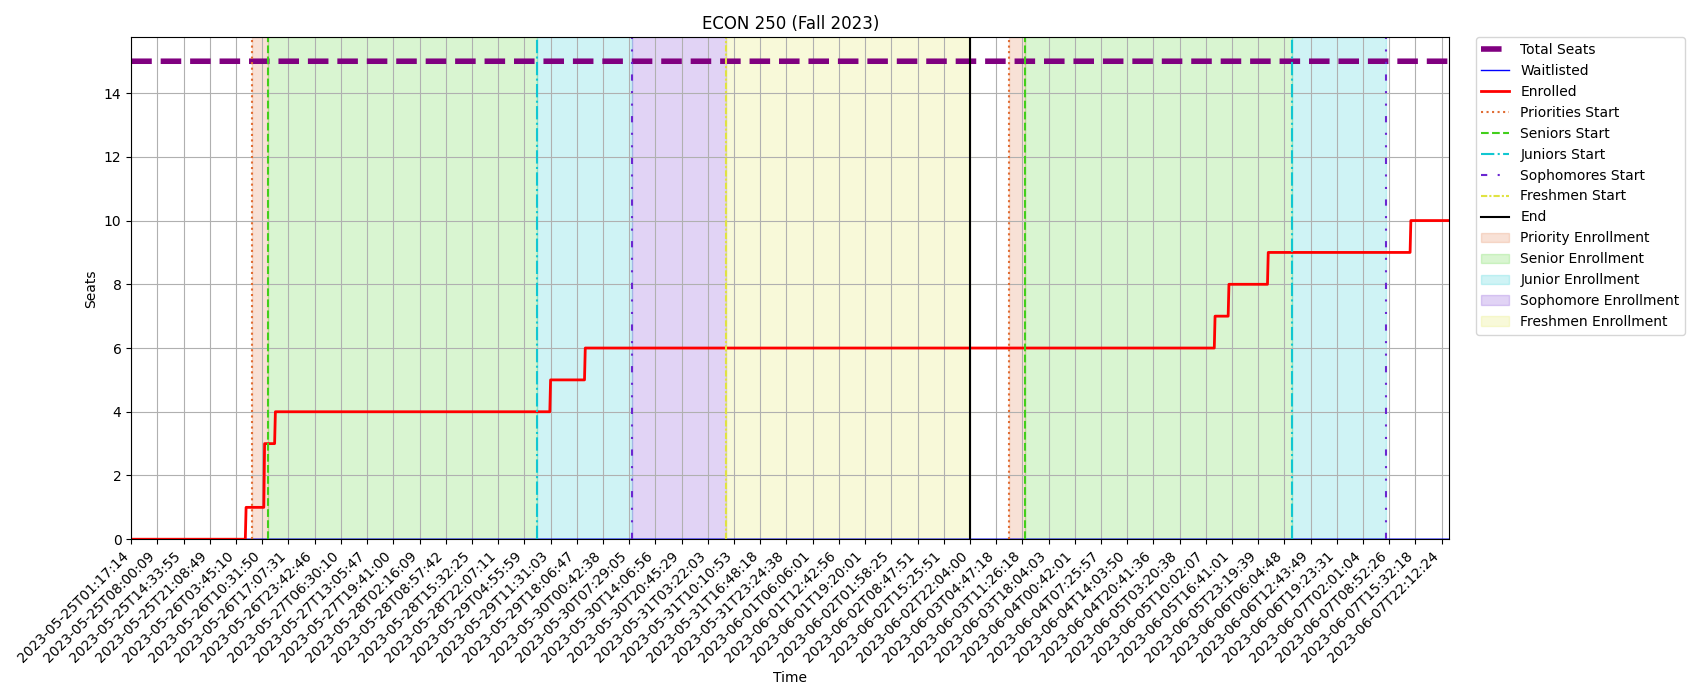 ECON 250 (Fall 2023)
Total Seats
Waitlisted
Enrolled
Priorities Start
Seniors Start
Juniors Start
Sophomores Start
Freshmen Start
End
Priority Enrollment
Senior Enrollment
Junior Enrollment
Sophomore Enrollment
Freshmen Enrollment
Seats
14
12
10
8
6
4
2
0
2023-05-25T01:17:14
2023-05-25T08:00:09
2023-05-25T14:33:55
2023-05-25T21:08:49
2023-05-26T03:45:10
2023-05-26T10:31:50
2023-05-26T17:07:31
2023-05-26T23:42:46
2023-05-27T06:30:10
2023-05-27T13:05:47
2023-05-27T19:41:00
2023-05-28T02:16:09
2023-05-28T08:57:42
2023-05-28T15:32:25
2023-05-28T22:07:11
2023-05-29T04:55:59
2023-05-29T11:31:03
2023-05-29T18:06:47
2023-05-30T00:42:38
2023-05-30T07:29:05
2023-05-30T14:06:56
2023-05-30T20:45:29
2023-05-31T03:22:03
2023-05-31T10:10:53
2023-05-31T16:48:18
2023-05-31T23:24:38
2023-06-01T06:06:01
2023-06-01T12:42:56
2023-06-01T19:20:01
2023-06-02T01:58:25
2023-06-02T08:47:51
2023-06-02T15:25:51
2023-06-02T22:04:00
2023-06-03T04:47:18
2023-06-03T11:26:18
2023-06-03T18:04:03
2023-06-04T00:42:01
2023-06-04T07:25:57
2023-06-04T14:03:50
2023-06-04T20:41:36
2023-06-05T03:20:38
2023-06-05T10:02:07
2023-06-05T16:41:01
2023-06-05T23:19:39
2023-06-06T06:04:48
2023-06-06T12:43:49
2023-06-06T19:23:31
2023-06-07T02:01:04
2023-06-07T08:52:26
2023-06-07T15:32:18
2023-06-07T22:12:24
Time